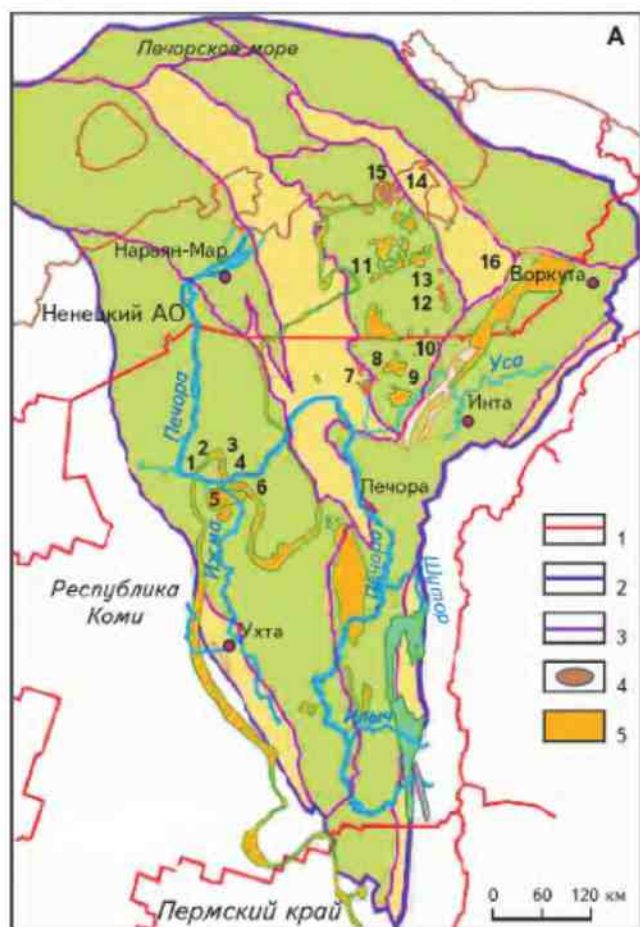 А
Печорское море
15
14
Нараян-Мар
11
16
Воркута
13
12
Ненецкий АО
10
8
7
9
Уса
Печора
Инта
2
3
1
4
6
5
Печора
1
Ижма
Печора
2
Шугор
Республика
Коми
3
Ухта
4
Илыч
5
0 60 120 км
Пермский край